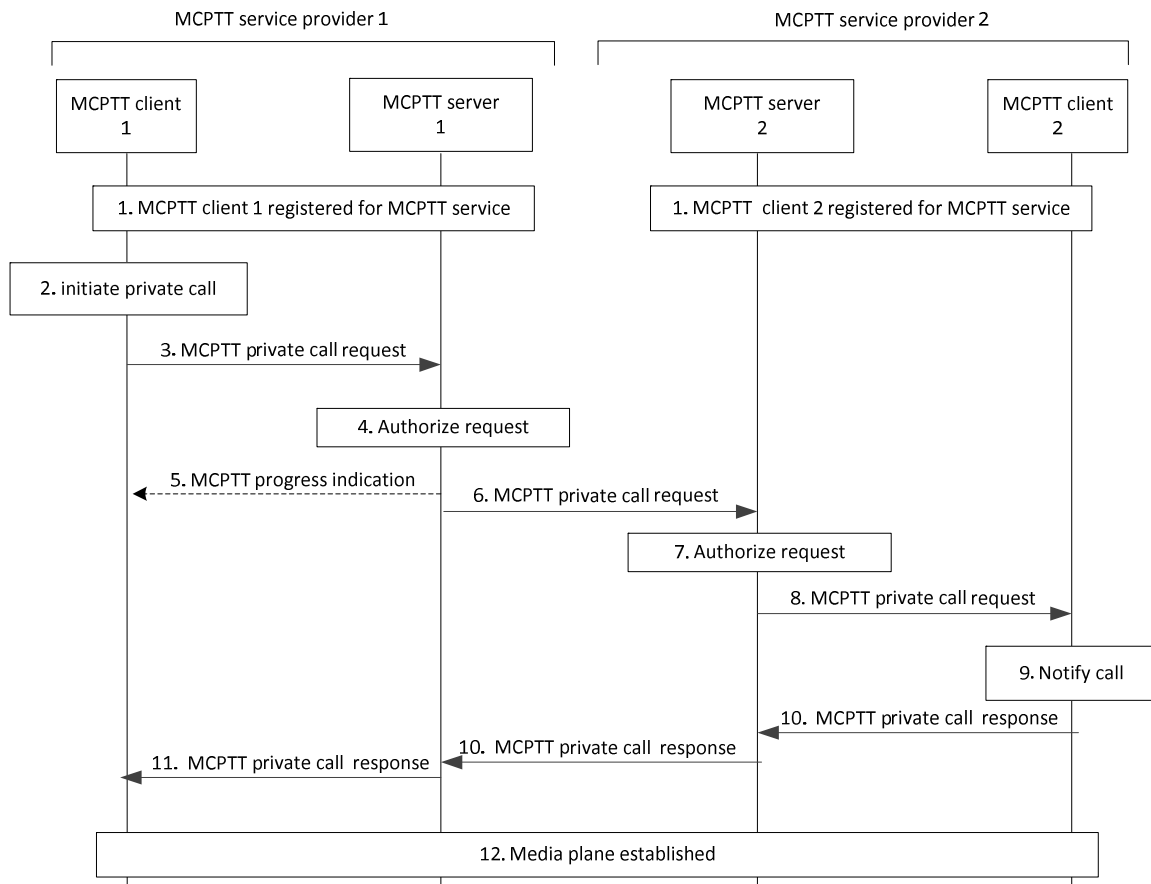 MCPTT service provider 1
MCPTT service provider 2
MCPTT client
1
MCPTT server
1
MCPTT server
2
MCPTT client
2
1. MCPTT client 1 registered for MCPTT service
1. MCPTT client 2 registered for MCPTT service
2. initiate private call
3. MCPTT private call request
4. Authorize request
5. MCPTT progress indication
6. MCPTT private call request
7. Authorize request
8. MCPTT private call request
9. Notify call
10. MCPTT private call response
10. MCPTT private call response
11. MCPTT private call response
12. Media plane established